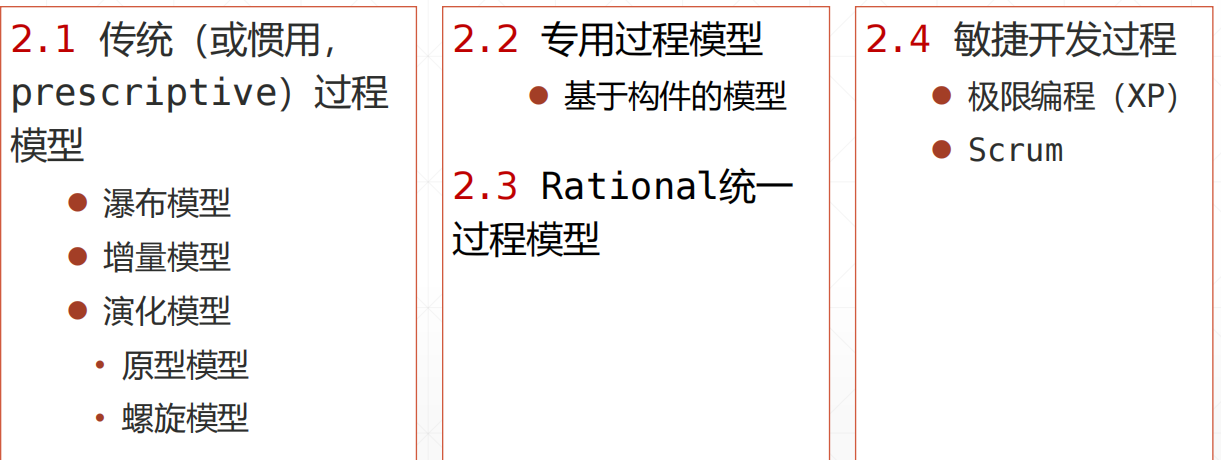 2.1 传统（或惯用，
prescriptive）过程
模型
● 瀑布模型
● 增量模型
● 演化模型
• 原型模型
• 螺旋模型
2.2 专用过程模型
● 基于构件的模型
2.3 Rational统一
过程模型
2.4 敏捷开发过程
● 极限编程（XP）
● Scrum